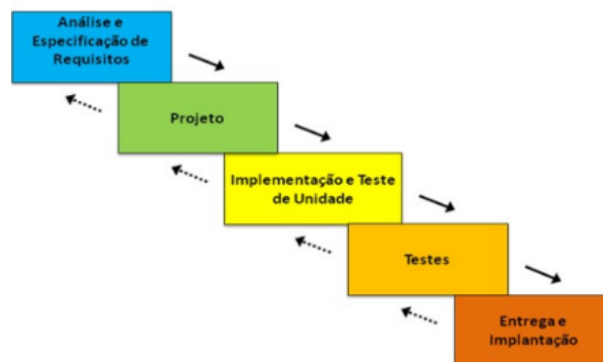 Análise e
Especificação de
Requisitos
Projeto
Implementação e Teste
de Unidade
Testes
Entrega e
Implantação